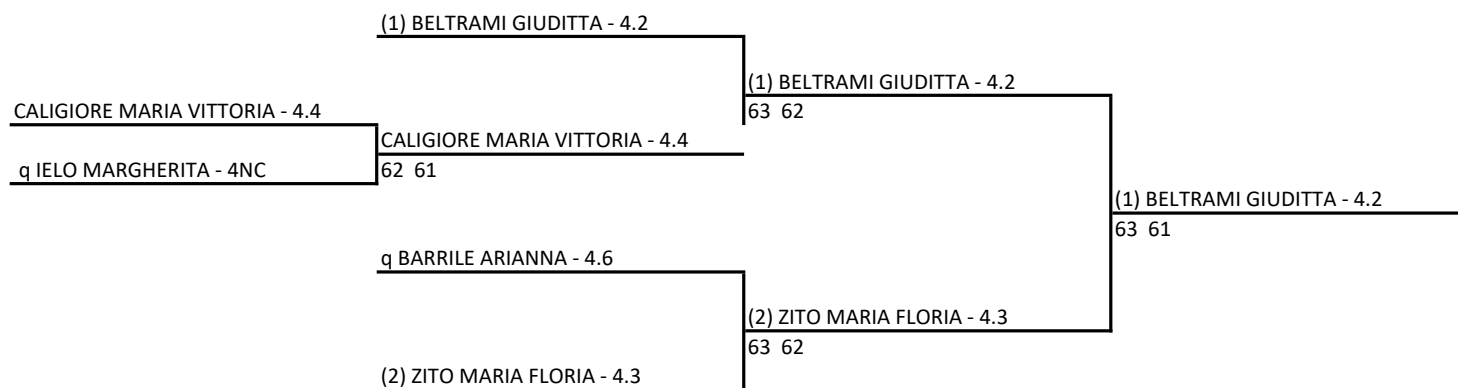 (1) BELTRAMI GIUDITTA - 4.2
(1) BELTRAMI GIUDITTA - 4.2
CALIGIORE MARIA VITTORIA - 4.4
63 62
CALIGIORE MARIA VITTORIA - 4.4
q IELO MARGHERITA - 4NC
62 61
(1) BELTRAMI GIUDITTA - 4.2
63 61
q BARRILE ARIANNA - 4.6
(2) ZITO MARIA FLORIA - 4.3
63 62
(2) ZITO MARIA FLORIA - 4.3